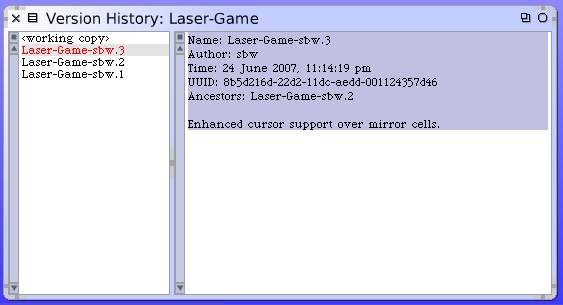 Version History: Laser-Game
<working copy>
Laser-Game-sbw.3
Laser-Game-sbw.2
Laser-Game-sbw.1
Name: Laser-Game-sbw.3
Author: sbw
Time: 24 June 2007, 11:14:19 pm
UUID: 8b5d216d-22d2-11dc-aedd-001124357d46
Ancestors: Laser-Game-sbw.2
Enhanced cursor support over mirror cells.